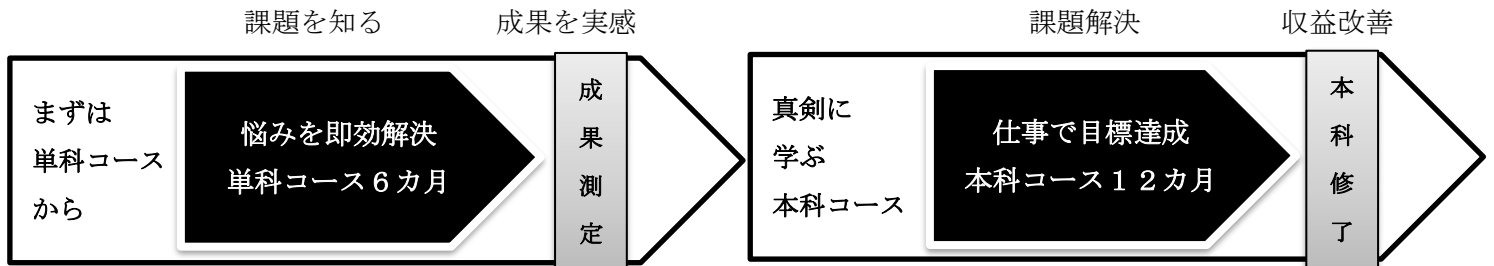 課題を知る
成果を実感
課題解決
収益改善
まずは
単科コース
から
悩みを即効解決
単科コース６カ月
成果測定
真剣に
学ぶ
本科コース
仕事で目標達成
本科コース１２カ月
本科修了